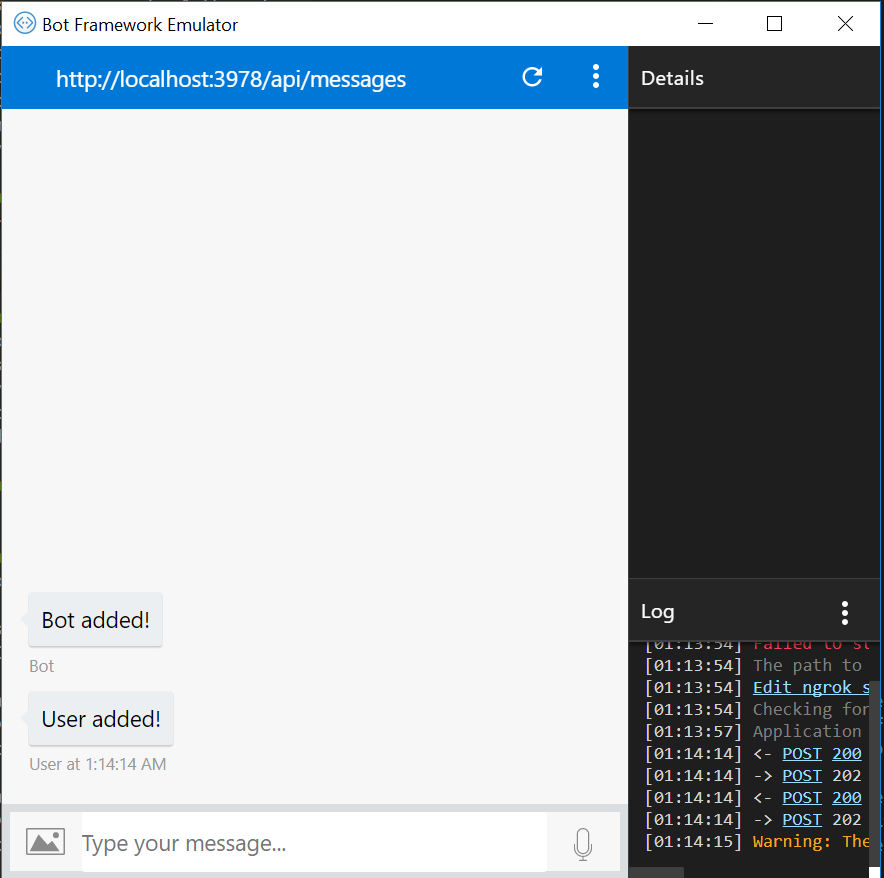 Bot Framework Emulator
http://localhost:3978/api/messages
Details
Bot added!
Bot
User added!
User at 1:14:14 AM
Type your message...
Log
[01:13:54] Failed to st
[01:13:54] The path to
[01:13:54] Edit ngrok s
[01:13:54] Checking for
[01:13:57] Application
[01:14:14] <- POST 200
[01:14:14] -> POST 202
[01:14:14] <- POST 200
[01:14:14] -> POST 202
[01:14:15] Warning: The